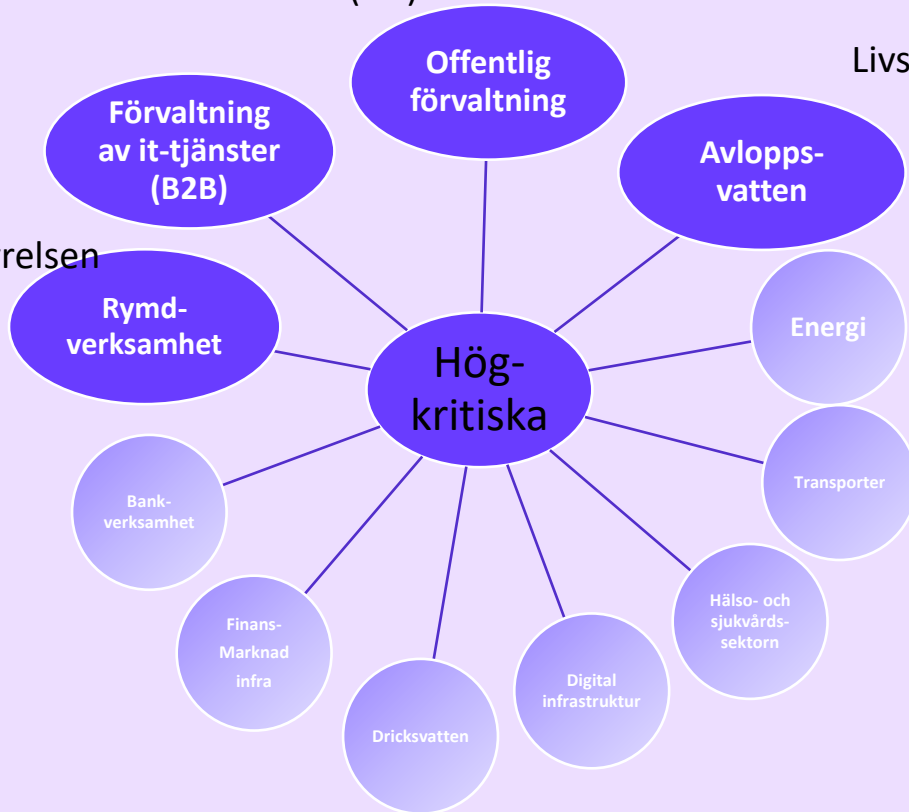 Offentlig
förvaltning
Livs
Förvaltning
av it-tjänster
(B2B)
Avlopps-
vatten
relsen
Rymd-
verksamhet
Energi
Hög-
kritiska
Transporter
Bank-
verksamhet
Hälso- och
sjukvårds-
sektorn
Finans-
Marknad
infra
Digital
infrastruktur
Dricksvatten